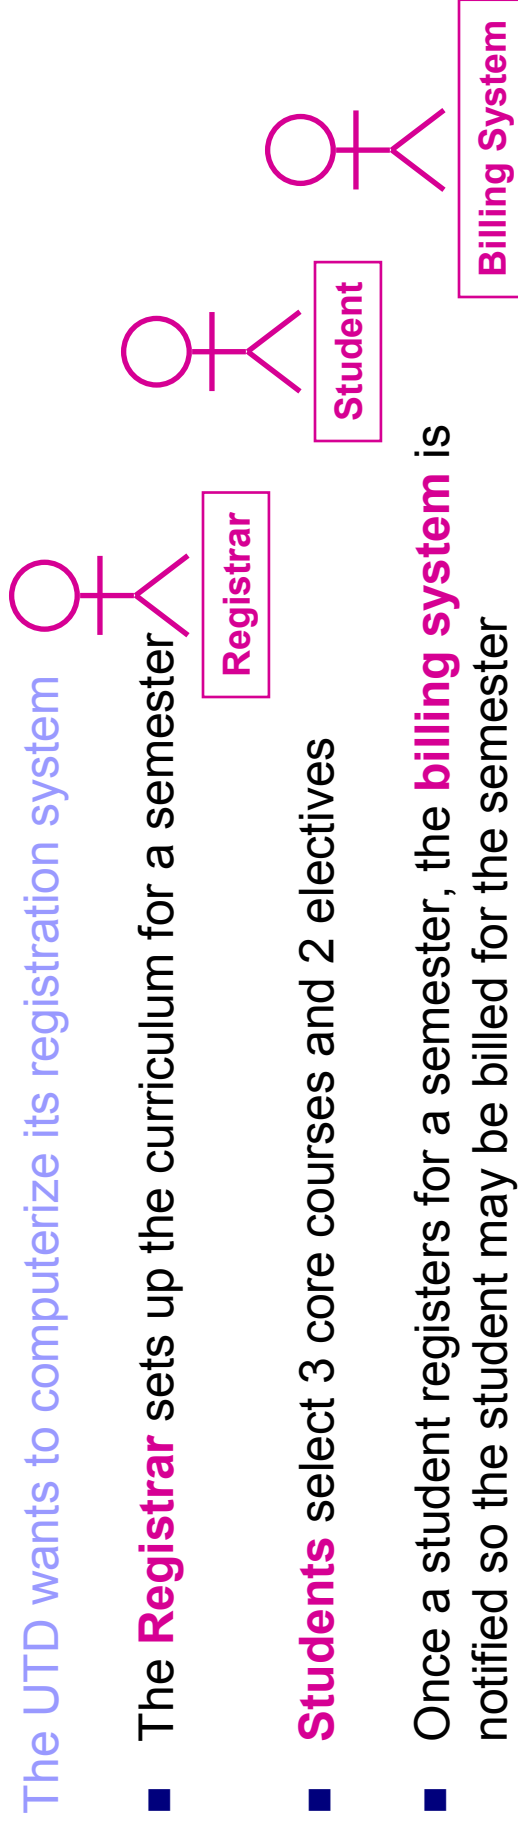 The UTD wants to computerize its registration system
The Registrar sets up the curriculum for a semester
Registrar
Students select 3 core courses and 2 electives
Student
Once a student registers for a semester, the billing system is
notified so the student may be billed for the semester
Billing System